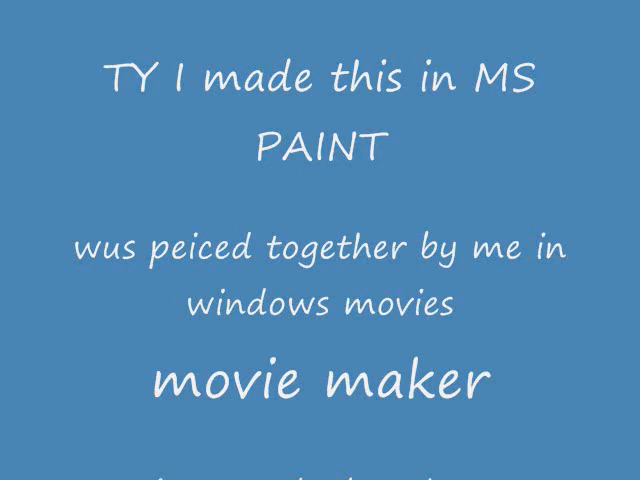 TY I made this in MS
PAINT
wus peiced together by me in
windows movies
movie maker